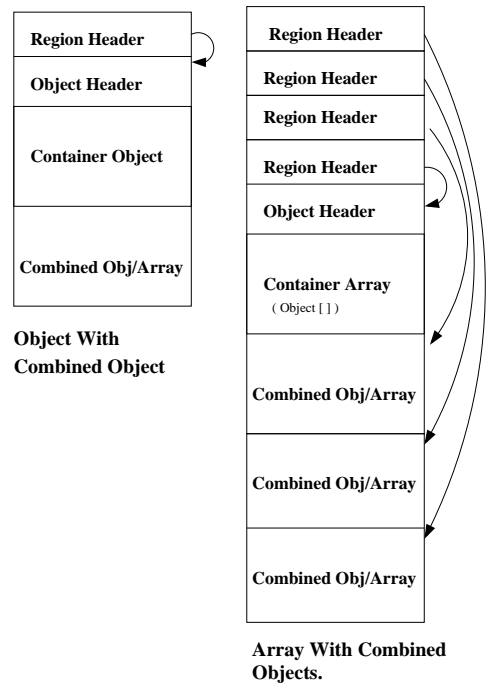 Region Header
Object Header
Container Object
Combined Obj/Array
Object With
Combined Object
Region Header
Region Header
Region Header
Region Header
Object Header
Container Array
( Object [ ] )
Combined Obj/Array
Combined Obj/Array
Combined Obj/Array
Array With Combined
Objects.